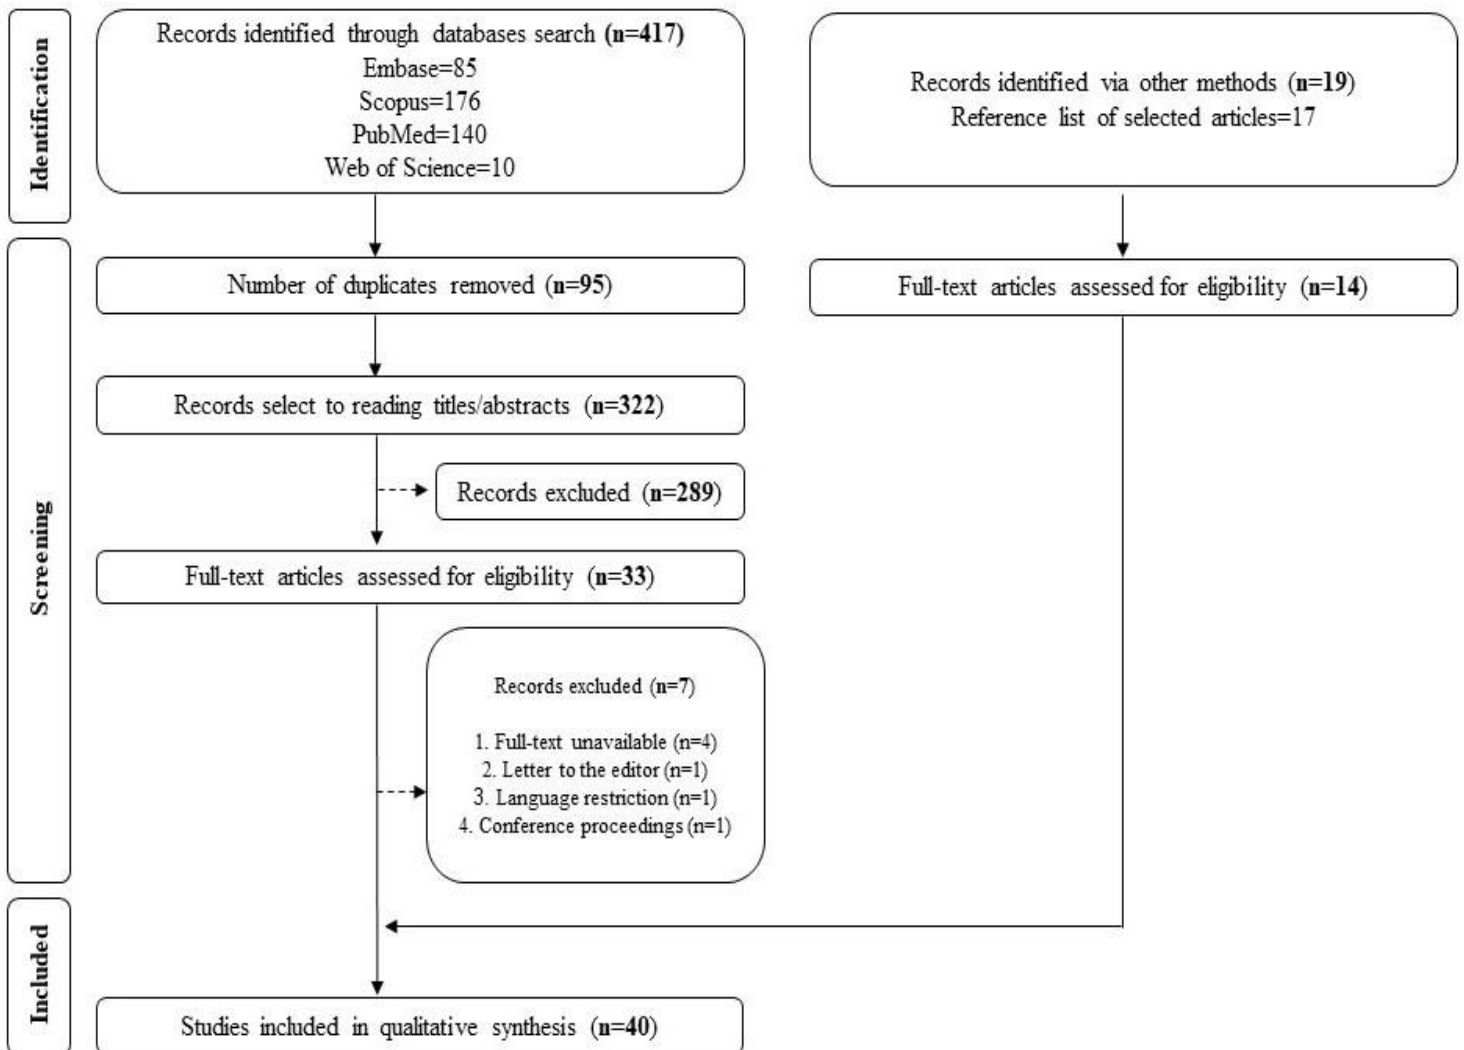 Identification
Records identified through databases search (n=417)
Embase=85
Scopus=176
PubMed=140
Web of Science=10
Records identified via other methods (n=19)
Reference list of selected articles=17
Screening
Number of duplicates removed (n=95)
Full-text articles assessed for eligibility (n=14)
Records select to reading titles/abstracts (n=322)
Records excluded (n=289)
Full-text articles assessed for eligibility (n=33)
Records excluded (n=7)
1. Full-text unavailable (n=4)
2. Letter to the editor (n=1)
3. Language restriction (n=1)
4. Conference proceedings (n=1)
Included
Studies included in qualitative synthesis (n=40)